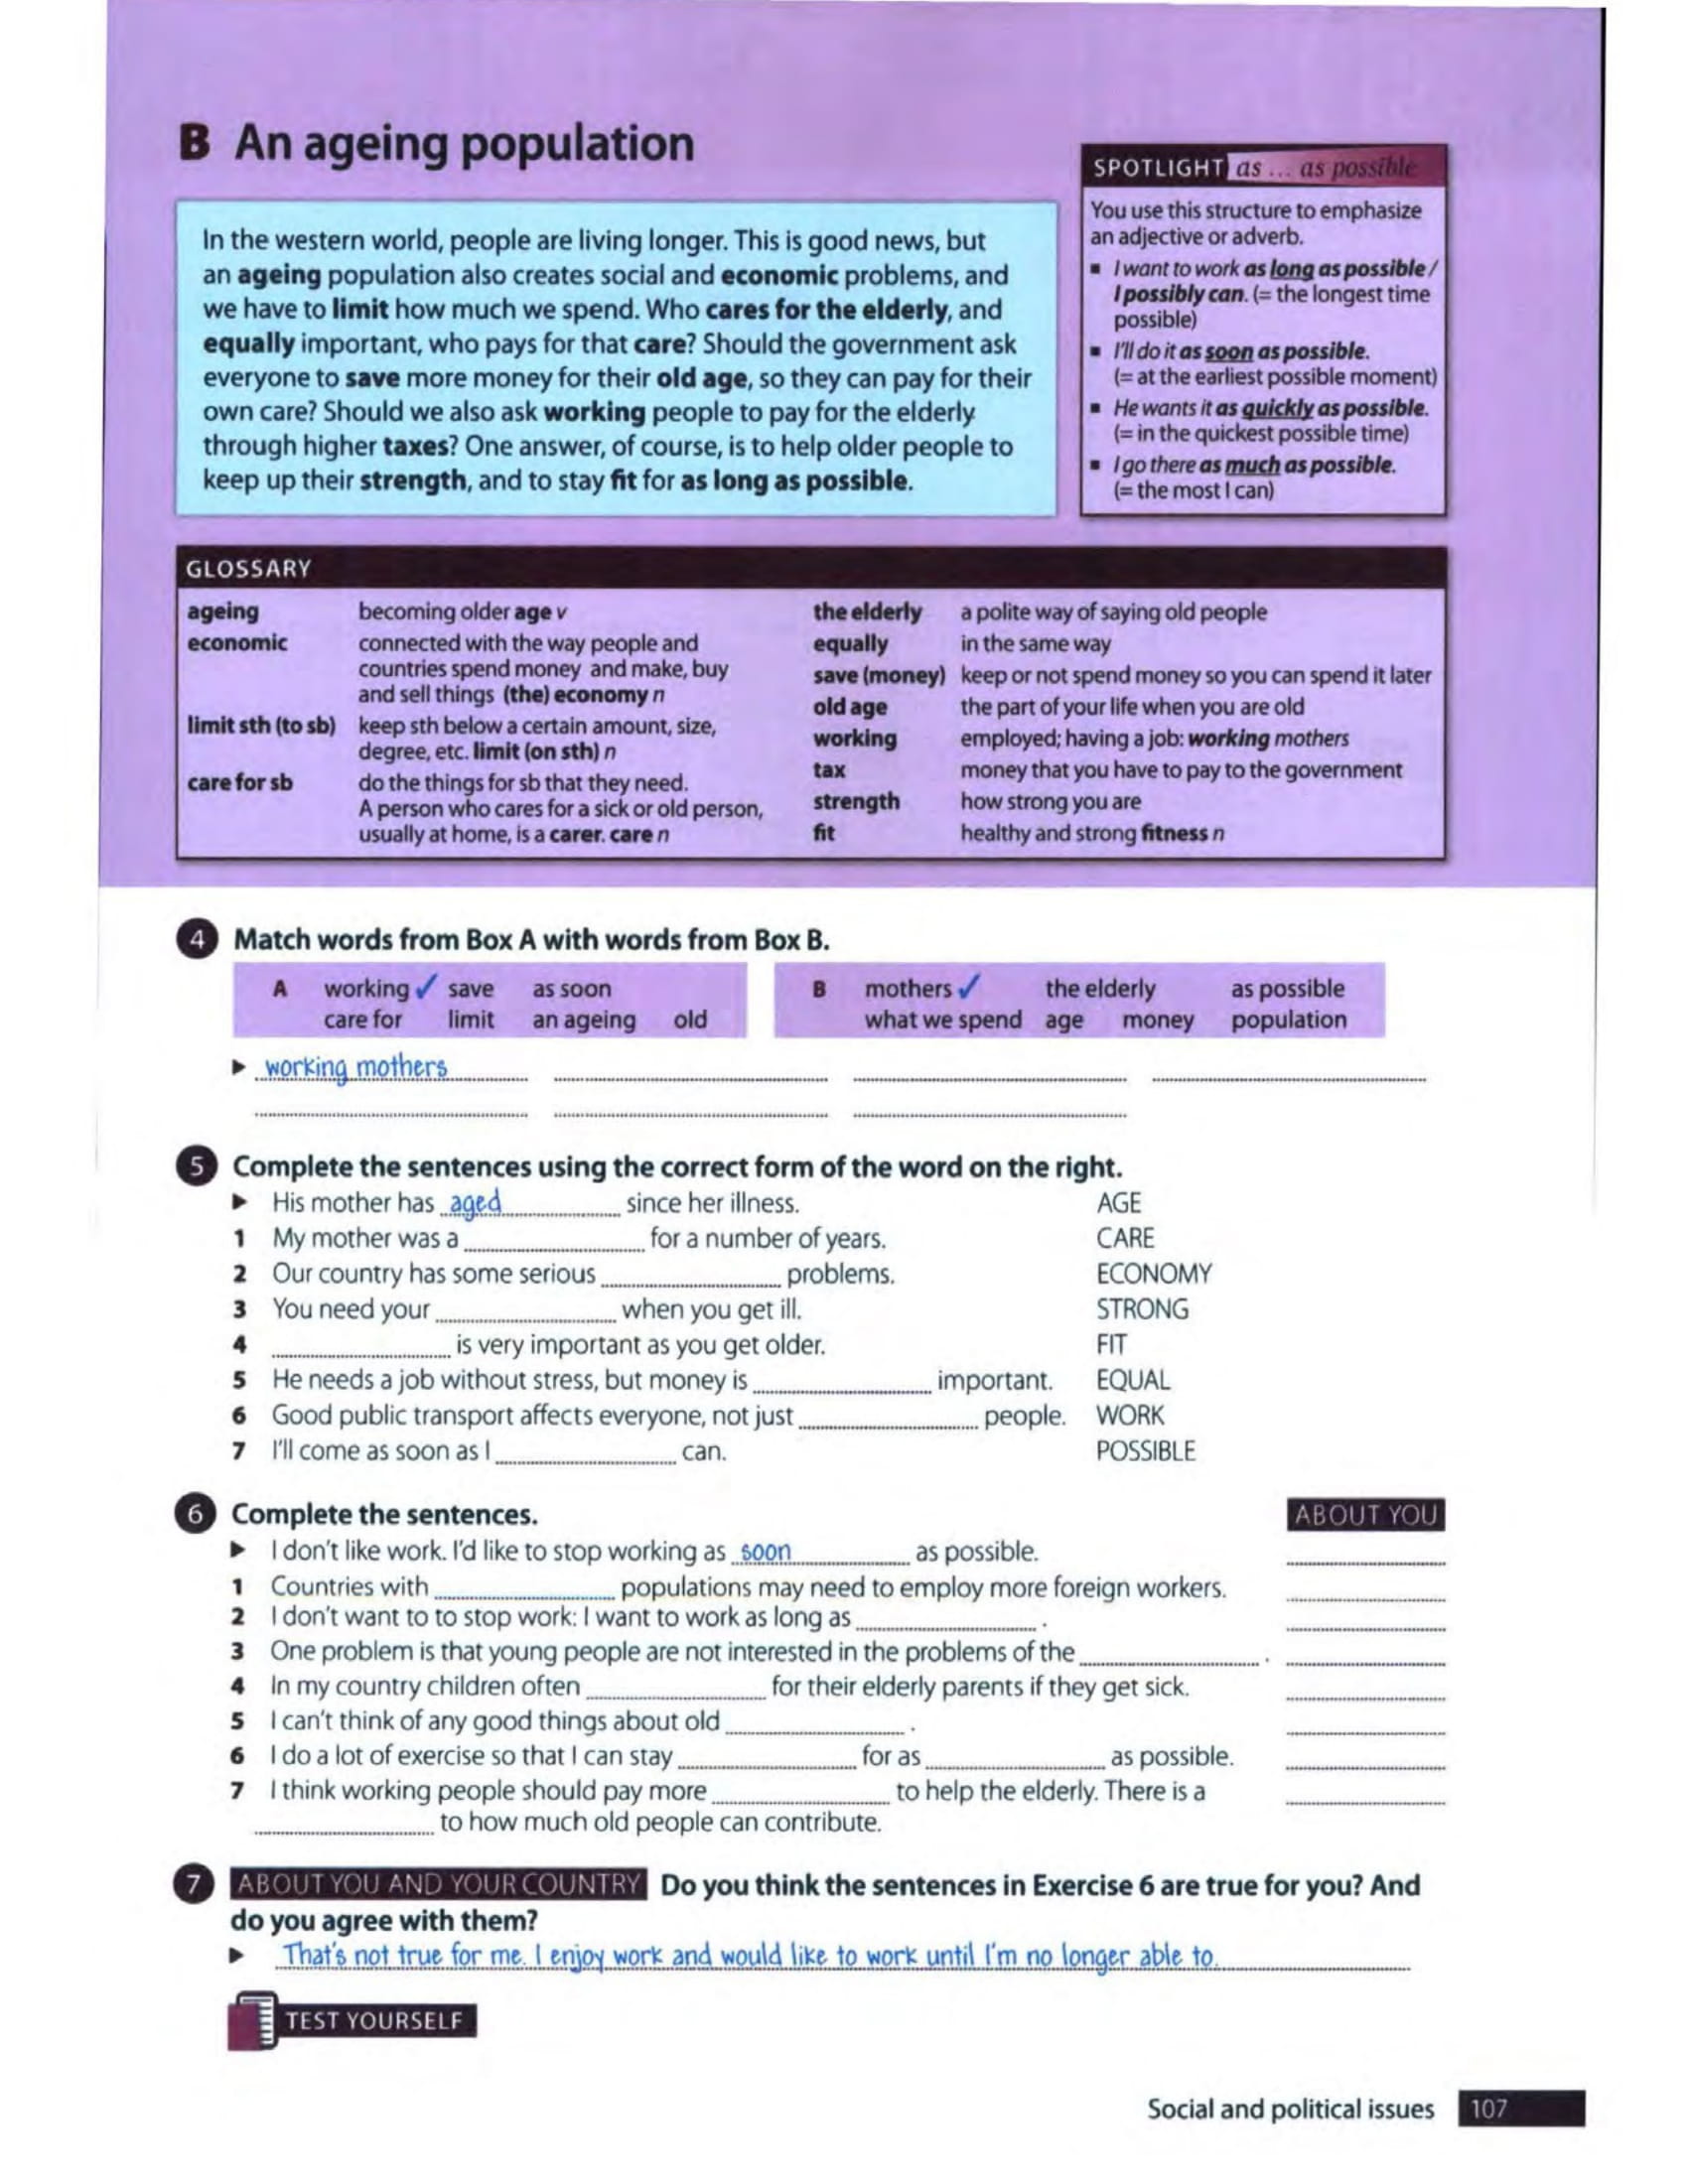 B An ageing population
In the western world, people are living longer. This is good news, but
an ageing population also creates social and economic problems, and
we have to limit how much we spend. Who cares for the elderly, and
equally important, who pays for that care? Should the government ask
everyone to save more money for their old age, so they can pay for their
own care? Should we also ask working people to pay for the elderly
through higher taxes? One answer, of course, is to help older people to
keep up their strength, and to stay fit for as long as possible.
SPOTLIGHT as ... as possible
You use this structure to emphasize
an adjective or adverb.
▪ I want to work as long as possible /
I possibly can. (= the longest time
possible)
▪ I'll do it as soon as possible.
(= at the earliest possible moment)
▪ He wants it as quickly as possible.
(= in the quickest possible time)
▪ I go there as much as possible.
(= the most I can)
GLOSSARY
ageing becoming older age v
economic connected with the way people and
countries spend money and make, buy
and sell things (the) economy n
limit sth (to sb) keep sth below a certain amount, size,
degree, etc. limit (on sth) n
care for sb do the things for sb that they need.
A person who cares for a sick or old person,
usually at home, is a carer. care n
the elderly a polite way of saying old people
equally in the same way
save (money) keep or not spend money so you can spend it later
old age the part of your life when you are old
working employed; having a job: working mothers
tax money that you have to pay to the government
strength how strong you are
fit healthy and strong fitness n
4 Match words from Box A with words from Box B.
A working ✓ save as soon
care for limit an ageing old
B mothers ✓ the elderly as possible
what we spend age money population
▶ working mothers
5 Complete the sentences using the correct form of the word on the right.
▶ His mother has aged since her illness. AGE
1 My mother was a for a number of years. CARE
2 Our country has some serious problems. ECONOMY
3 You need your when you get ill. STRONG
4 is very important as you get older. FIT
5 He needs a job without stress, but money is important. EQUAL
6 Good public transport affects everyone, not just people. WORK
7 I'll come as soon as I can. POSSIBLE
6 Complete the sentences. ABOUT YOU
▶ I don't like work. I'd like to stop working as soon as possible.
1 Countries with populations may need to employ more foreign workers.
2 I don't want to to stop work: I want to work as long as .
3 One problem is that young people are not interested in the problems of the .
4 In my country children often for their elderly parents if they get sick.
5 I can't think of any good things about old .
6 I do a lot of exercise so that I can stay for as as possible.
7 I think working people should pay more to help the elderly. There is a
to how much old people can contribute.
7 ABOUT YOU AND YOUR COUNTRY Do you think the sentences in Exercise 6 are true for you? And
do you agree with them?
▶ That's not true for me. I enjoy work and would like to work until I'm no longer able to.
TEST YOURSELF
Social and political issues 107